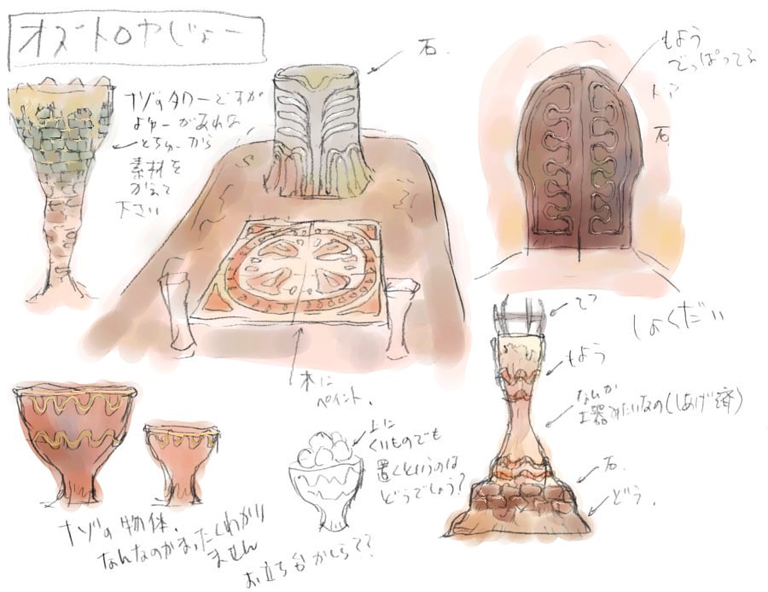 オズトロヤじょー
ナゾのタワーですが
よゆーがあれば
とちゅーから
素材を
かえて
下さい
石.
もよう
でっぱってる
ドア
石
木に
ペイント.
しょくだい
てつ
もよう
なんか
土器みたいなの(しあげ済)
石.
どう.
上に
くいものでも
置くというのは
どうでしょう?
ナゾの物体.
なんなのかまったくわかり
ません
お立ち台かしら??